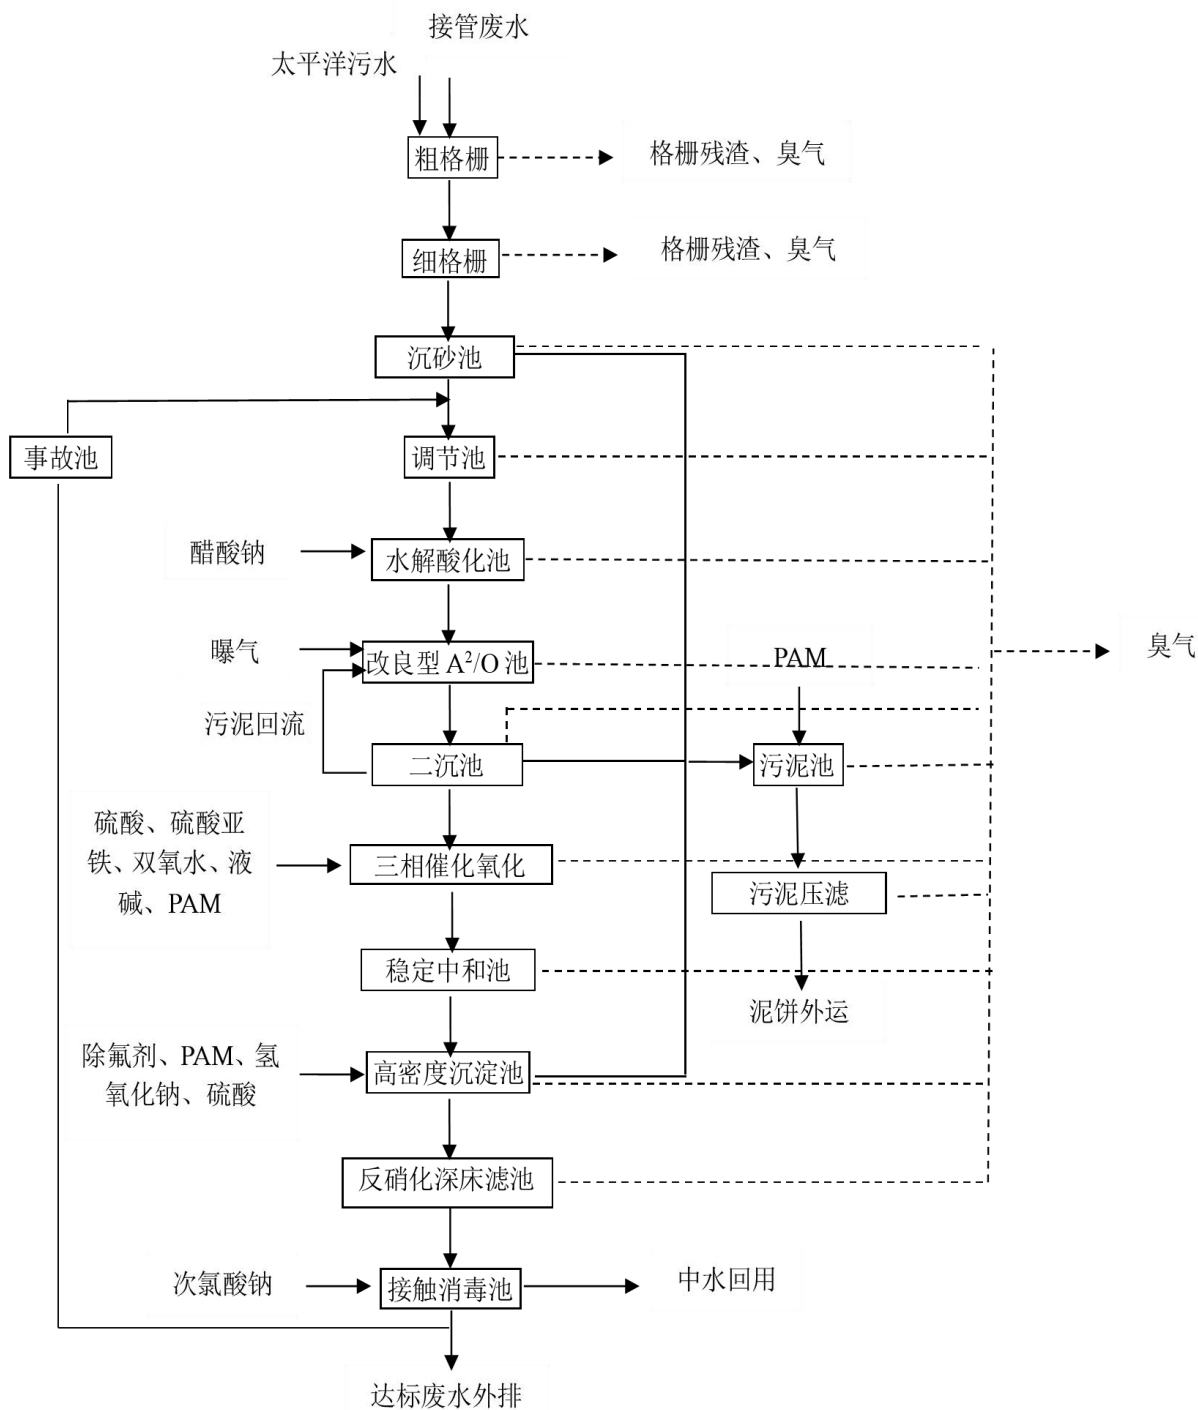 接管废水
太平洋污水
粗格栅
格栅残渣、臭气
细格栅
格栅残渣、臭气
沉砂池
事故池
调节池
醋酸钠
水解酸化池
曝气
改良型A²/O池
PAM
臭气
污泥回流
二沉池
污泥池
硫酸、硫酸亚
铁、双氧水、液
碱、PAM
三相催化氧化
污泥压滤
稳定中和池
泥饼外运
除氟剂、PAM、氢
氧化钠、硫酸
高密度沉淀池
反硝化深床滤池
次氯酸钠
接触消毒池
中水回用
达标废水外排